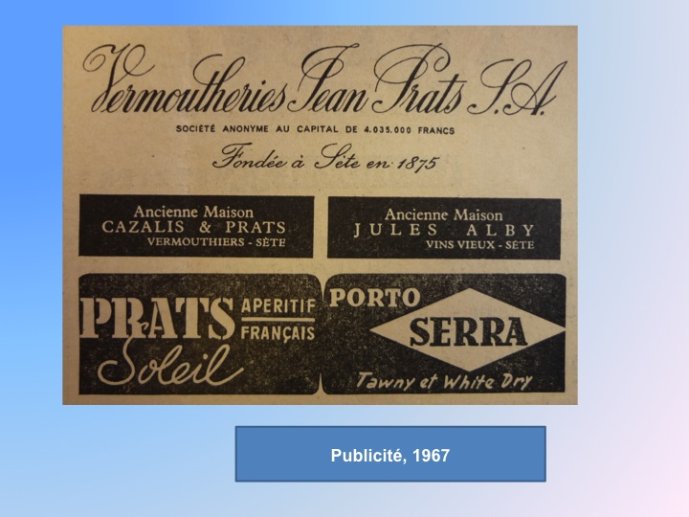 Vermoutheries Jean Prats S.A.
SOCIÉTÉ ANONYME AU CAPITAL DE 4.035.000 FRANCS
Fondée à Sète en 1875
Ancienne Maison
CAZALIS & PRATS
VERMOUTHIERS - SÈTE
Ancienne Maison
JULES ALBY
VINS VIEUX - SÈTE
PRATS APERITIF
FRANÇAIS
Soleil
PORTO
SERRA
Tawny et White Dry
Publicité, 1967